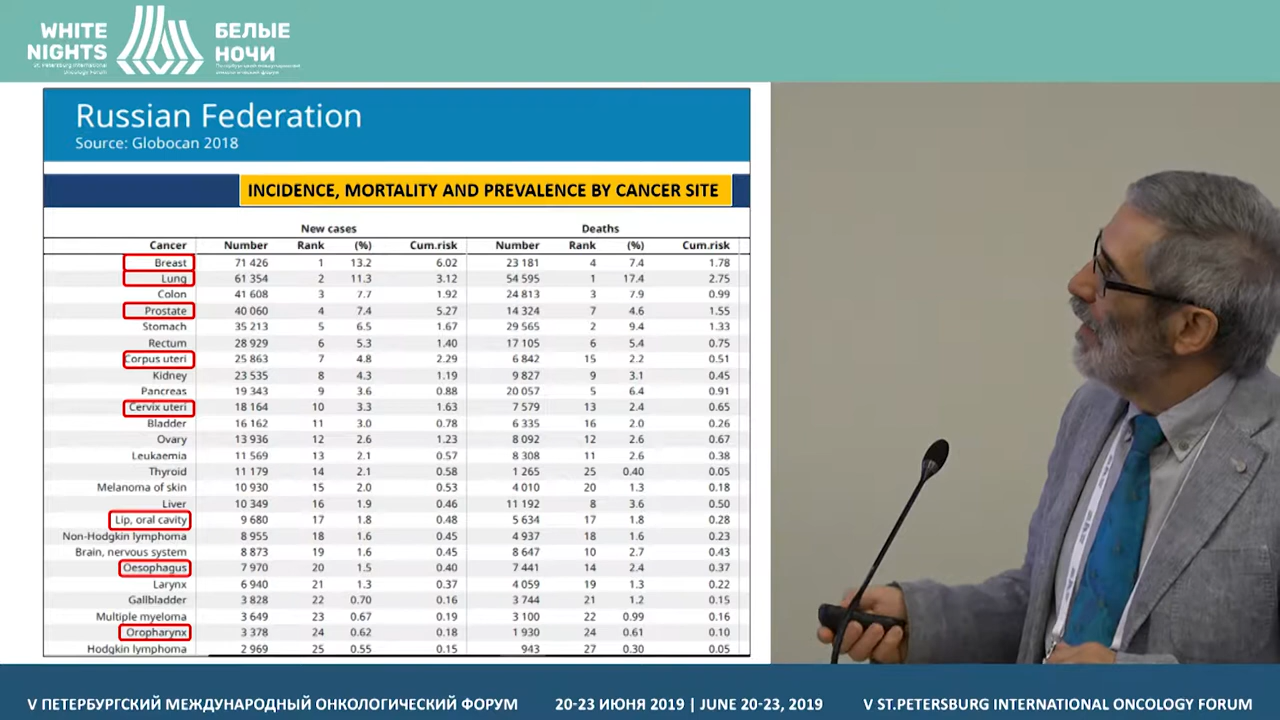 WHITE
NIGHTS
St. Petersburg International
Oncology Forum
БЕЛЫЕ
НОЧИ
Петербургский международный
онкологический форум
Russian Federation
Source: Globocan 2018
INCIDENCE, MORTALITY AND PREVALENCE BY CANCER SITE
New cases Deaths
Cancer Number Rank (%) Cum.risk Number Rank (%) Cum.risk
Breast 71 426 1 13.2 6.02 23 181 4 7.4 1.78
Lung 61 354 2 11.3 3.12 54 595 1 17.4 2.75
Colon 41 608 3 7.7 1.92 24 813 3 7.9 0.99
Prostate 40 060 4 7.4 5.27 14 324 7 4.6 1.55
Stomach 35 213 5 6.5 1.67 29 565 2 9.4 1.33
Rectum 28 929 6 5.3 1.40 17 105 6 5.4 0.75
Corpus uteri 25 863 7 4.8 2.29 6 842 15 2.2 0.51
Kidney 23 535 8 4.3 1.19 9 827 9 3.1 0.45
Pancreas 19 343 9 3.6 0.88 20 057 5 6.4 0.91
Cervix uteri 18 164 10 3.3 1.63 7 579 13 2.4 0.65
Bladder 16 162 11 3.0 0.78 6 335 16 2.0 0.26
Ovary 13 936 12 2.6 1.23 8 092 12 2.6 0.67
Leukaemia 11 569 13 2.1 0.57 8 308 11 2.6 0.38
Thyroid 11 179 14 2.1 0.58 1 265 25 0.40 0.05
Melanoma of skin 10 930 15 2.0 0.53 4 010 20 1.3 0.18
Liver 10 349 16 1.9 0.46 11 192 8 3.6 0.50
Lip, oral cavity 9 680 17 1.8 0.48 5 634 17 1.8 0.28
Non-Hodgkin lymphoma 8 955 18 1.6 0.45 4 937 18 1.6 0.23
Brain, nervous system 8 873 19 1.6 0.45 8 647 10 2.7 0.43
Oesophagus 7 970 20 1.5 0.40 7 441 14 2.4 0.37
Larynx 6 940 21 1.3 0.37 4 059 19 1.3 0.22
Gallbladder 3 828 22 0.70 0.16 3 744 21 1.2 0.15
Multiple myeloma 3 649 23 0.67 0.19 3 100 22 0.99 0.16
Oropharynx 3 378 24 0.62 0.18 1 930 24 0.61 0.10
Hodgkin lymphoma 2 969 25 0.55 0.15 943 27 0.30 0.05
V ПЕТЕРБУРГСКИЙ МЕЖДУНАРОДНЫЙ ОНКОЛОГИЧЕСКИЙ ФОРУМ 20-23 ИЮНЯ 2019 | JUNE 20-23, 2019 V ST.PETERSBURG INTERNATIONAL ONCOLOGY FORUM